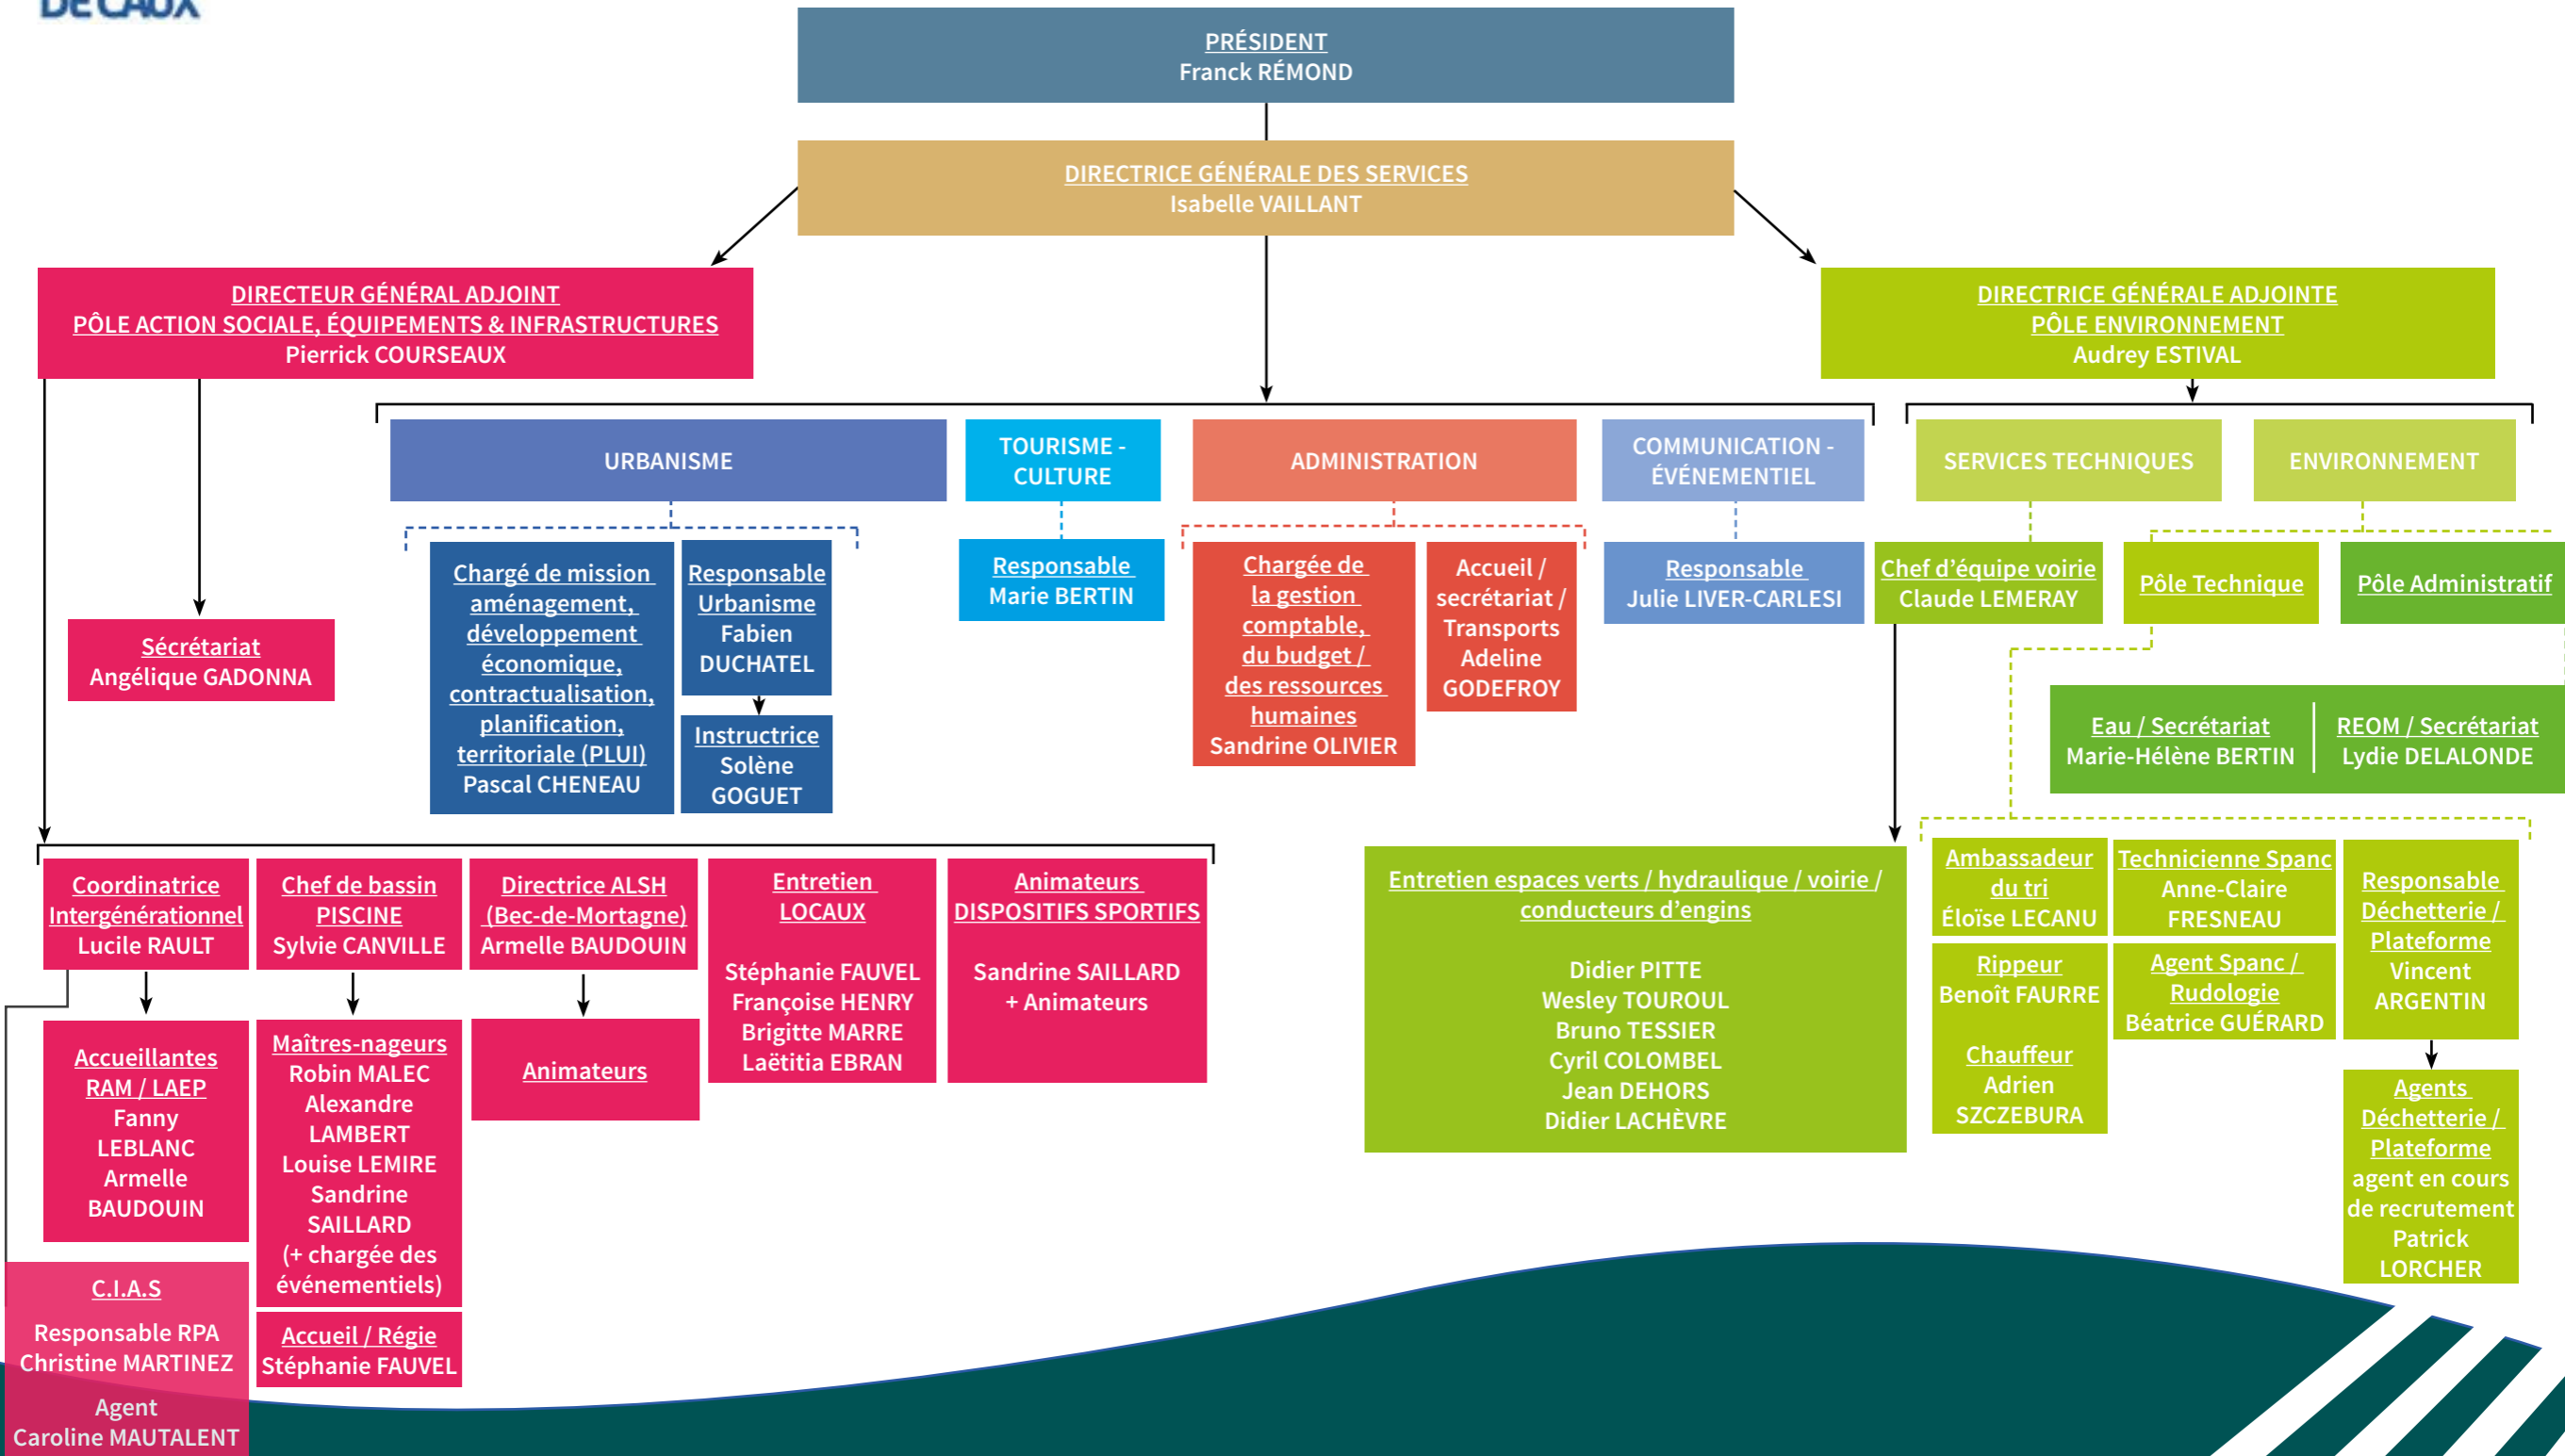 DE CAUX
PRÉSIDENT
Franck RÉMOND
DIRECTRICE GÉNÉRALE DES SERVICES
Isabelle VAILLANT
DIRECTEUR GÉNÉRAL ADJOINT
PÔLE ACTION SOCIALE, ÉQUIPEMENTS & INFRASTRUCTURES
Pierrick COURSEAUX
DIRECTRICE GÉNÉRALE ADJOINTE
PÔLE ENVIRONNEMENT
Audrey ESTIVAL
URBANISME
TOURISME -
CULTURE
ADMINISTRATION
COMMUNICATION -
ÉVÉNEMENTIEL
SERVICES TECHNIQUES
ENVIRONNEMENT
Sécrétariat
Angélique GADONNA
Chargé de mission
aménagement,
développement
économique,
contractualisation,
planification,
territoriale (PLUI)
Pascal CHENEAU
Responsable
Urbanisme
Fabien
DUCHATEL
Instructrice
Solène
GOGUET
Responsable
Marie BERTIN
Chargée de
la gestion
comptable,
du budget /
des ressources
humaines
Sandrine OLIVIER
Accueil /
secrétariat /
Transports
Adeline
GODEFROY
Responsable
Julie LIVER-CARLESI
Chef d’équipe voirie
Claude LEMERAY
Pôle Technique
Pôle Administratif
Eau / Secrétariat
Marie-Hélène BERTIN
REOM / Secrétariat
Lydie DELALONDE
Coordinatrice
Intergénérationnel
Lucile RAULT
Chef de bassin
PISCINE
Sylvie CANVILLE
Directrice ALSH
(Bec-de-Mortagne)
Armelle BAUDOUIN
Entretien
LOCAUX
Stéphanie FAUVEL
Françoise HENRY
Brigitte MARRE
Laëtitia EBRAN
Animateurs
DISPOSITIFS SPORTIFS
Sandrine SAILLARD
+ Animateurs
Accueillantes
RAM / LAEP
Fanny
LEBLANC
Armelle
BAUDOUIN
Maîtres-nageurs
Robin MALEC
Alexandre
LAMBERT
Louise LEMIRE
Sandrine
SAILLARD
(+ chargée des
événementiels)
Animateurs
C.I.A.S
Responsable RPA
Christine MARTINEZ
Agent
Caroline MAUTALENT
Accueil / Régie
Stéphanie FAUVEL
Entretien espaces verts / hydraulique / voirie /
conducteurs d’engins
Didier PITTE
Wesley TOUROUL
Bruno TESSIER
Cyril COLOMBEL
Jean DEHORS
Didier LACHÈVRE
Ambassadeur
du tri
Éloïse LECANU
Rippeur
Benoît FAURRE
Chauffeur
Adrien
SZCZEBURA
Technicienne Spanc
Anne-Claire
FRESNEAU
Agent Spanc /
Rudologie
Béatrice GUÉRARD
Responsable
Déchetterie /
Plateforme
Vincent
ARGENTIN
Agents
Déchetterie /
Plateforme
agent en cours
de recrutement
Patrick
LORCHER